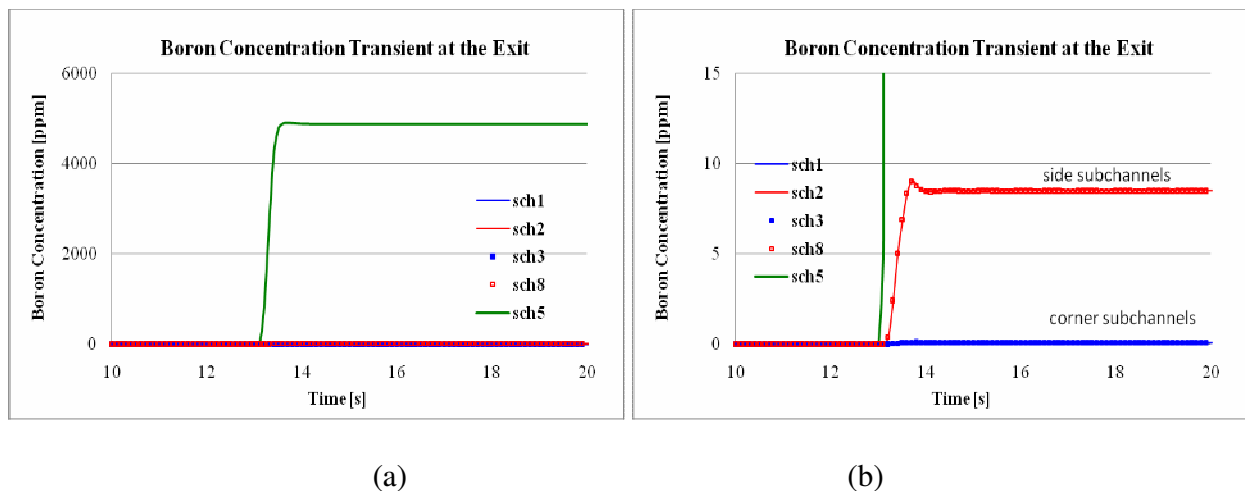 Boron Concentration Transient at the Exit
6000
4000
2000
0
Boron Concentration [ppm]
10
12
14
16
18
20
Time [s]
sch1
sch2
sch3
sch8
sch5
(a)
Boron Concentration Transient at the Exit
15
10
5
0
Boron Concentration [ppm]
10
12
14
16
18
20
Time [s]
sch1
sch2
sch3
sch8
sch5
side subchannels
corner subchannels
(b)